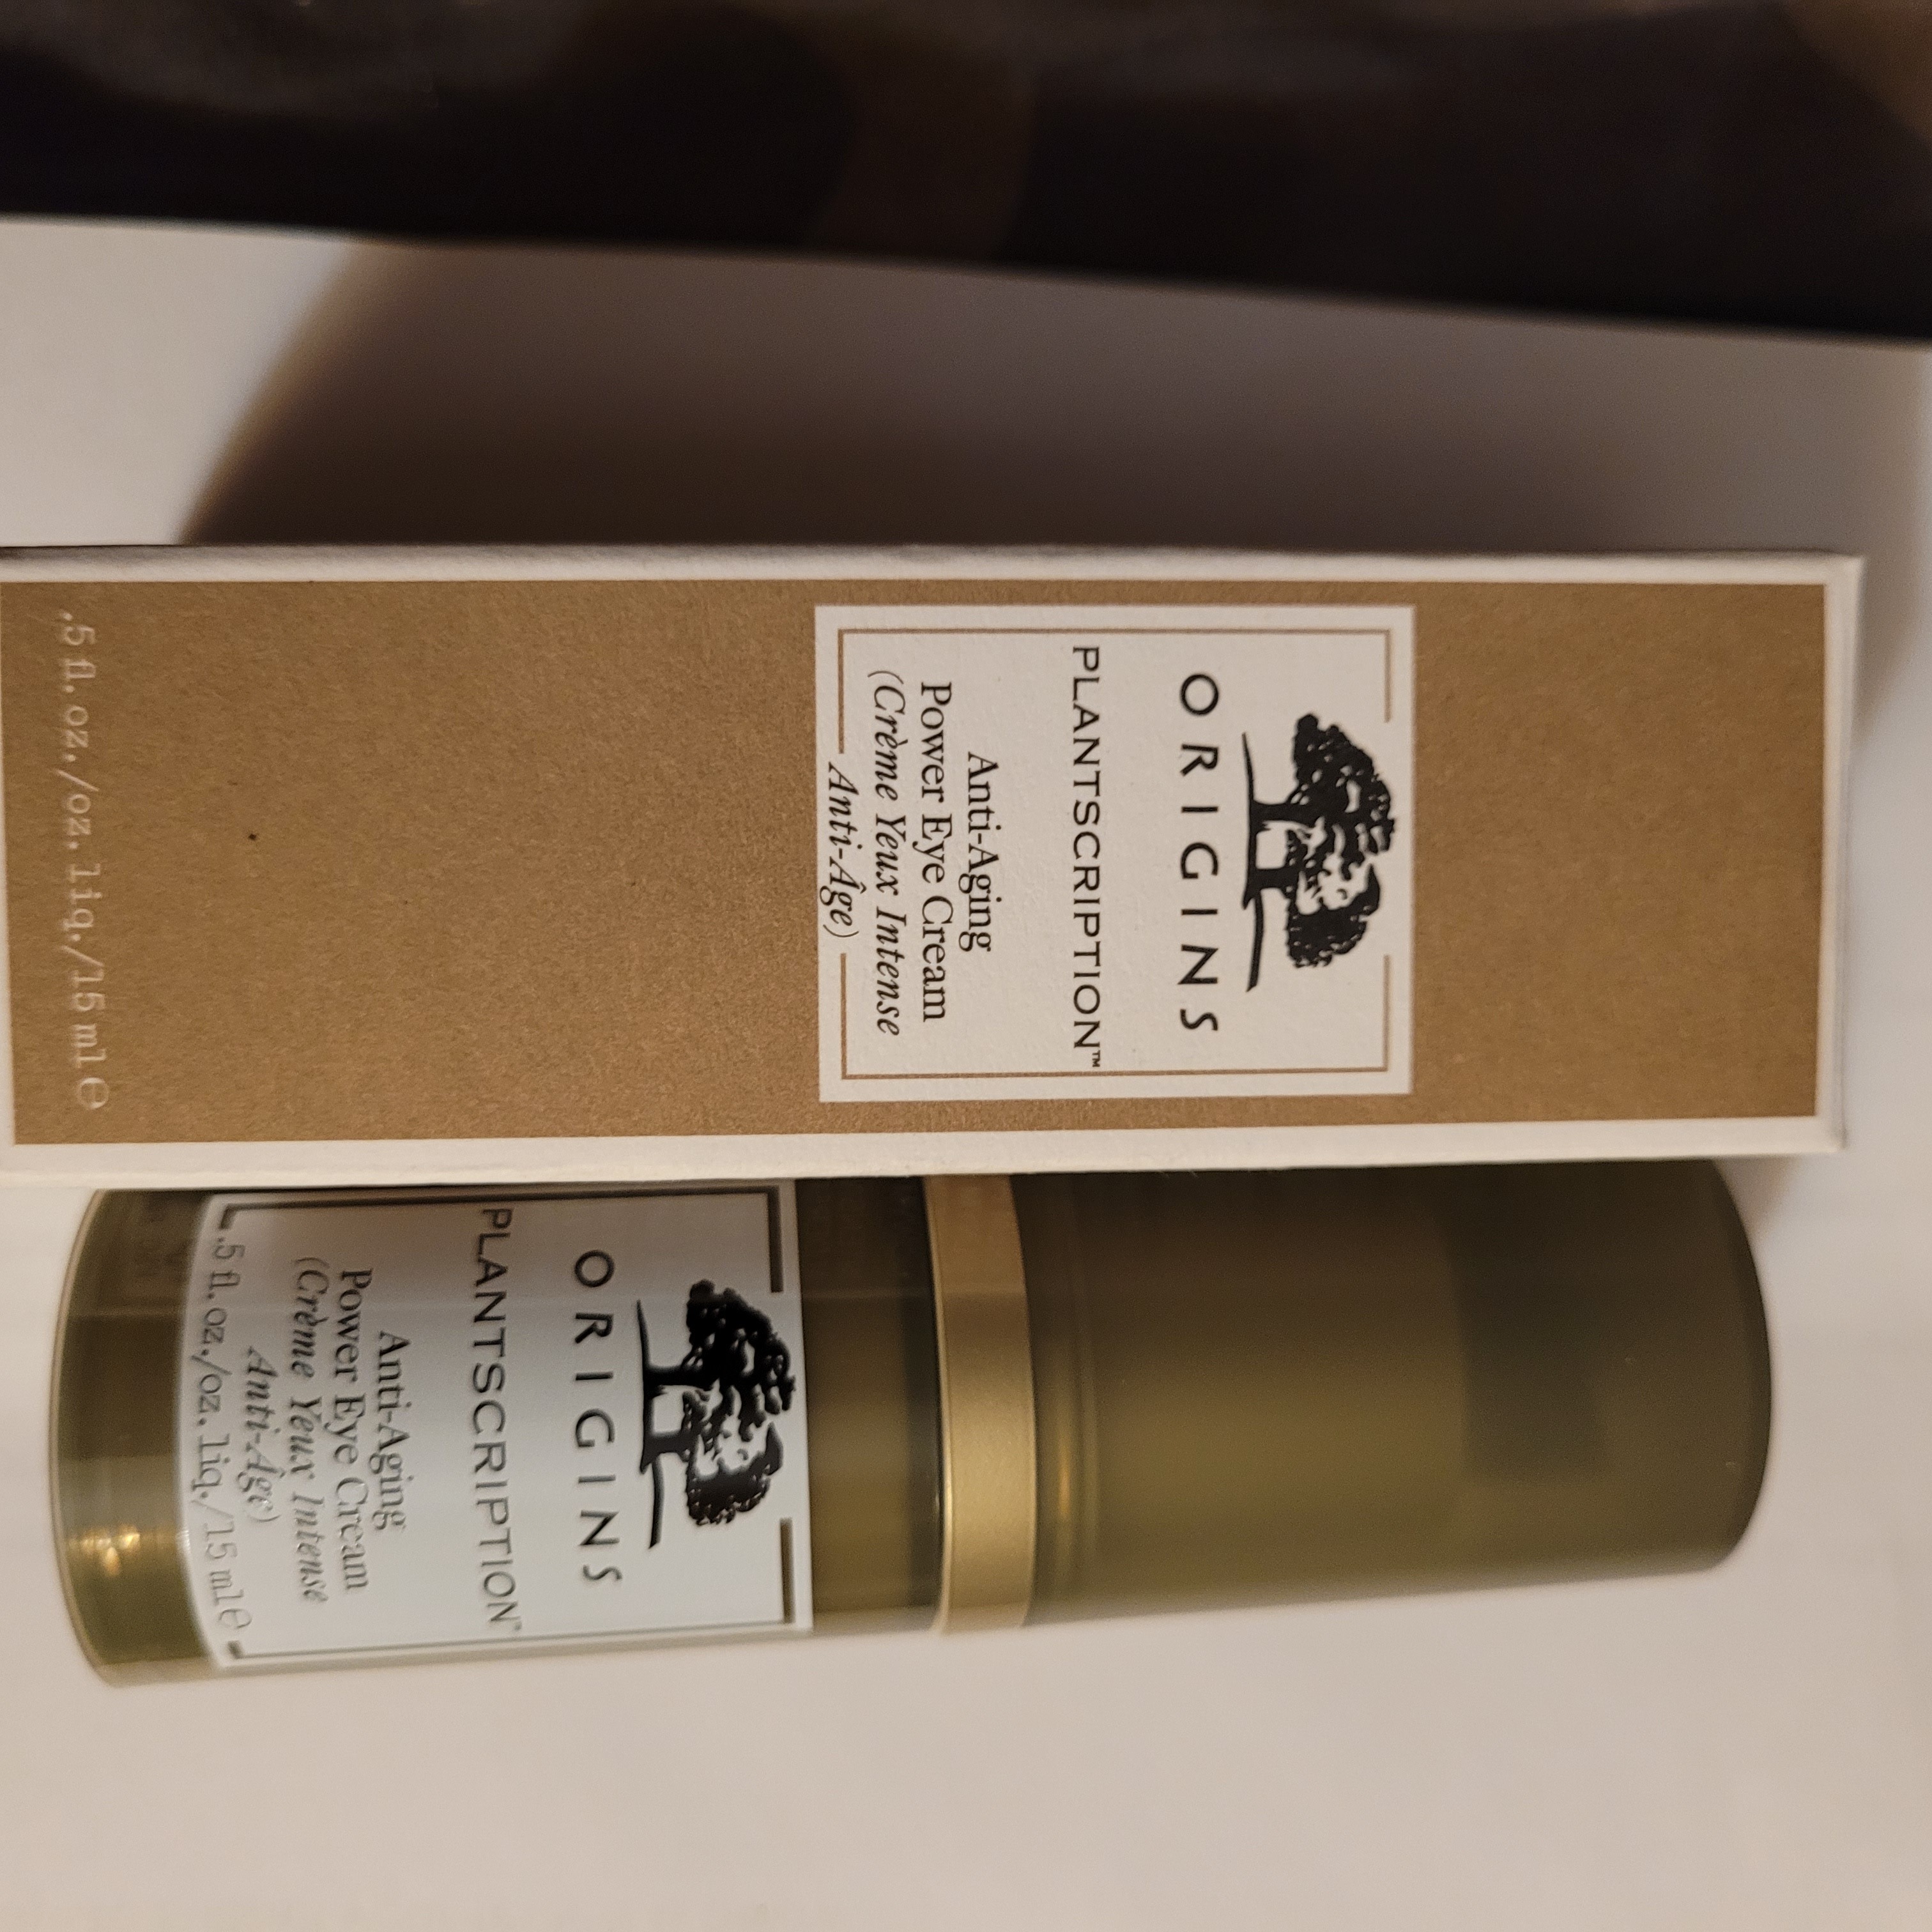 ORIGINS
PLANTSCRIPTION™
Anti-Aging
Power Eye Cream
(Crème Yeux Intense
Anti-Âge)
.5 fl. oz./oz. liq./15 ml e
ORIGINS
PLANTSCRIPTION™
Anti-Aging
Power Eye Cream
(Crème Yeux Intense
Anti-Âge)
.5 fl. oz./oz. liq./15 ml e